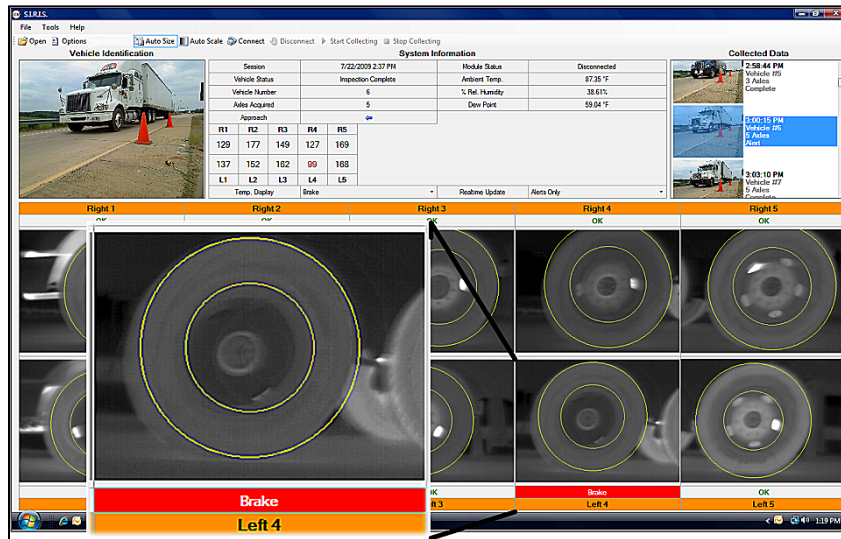 S.I.R.I.S.
File Tools Help
Open Options Auto Size Auto Scale Connect Disconnect Start Collecting Stop Collecting
Vehicle Identification System Information Collected Data
Session 7/22/2009 2:37 PM Module Status Disconnected
Vehicle Status Inspection Complete Ambient Temp. 87.35 °F
Vehicle Number 6 % Rel. Humidity 38.61%
Axles Acquired 5 Dew Point 59.04 °F
Approach
R1 R2 R3 R4 R5
129 177 149 127 169
137 152 162 99 168
L1 L2 L3 L4 L5
Temp. Display Brake Realtime Update Alerts Only
2:58:44 PM
Vehicle #5
3 Axles
Complete
3:00:15 PM
Vehicle #6
5 Axles
Alert
3:03:10 PM
Vehicle #7
5 Axles
Complete
Right 1 Right 2 Right 3 Right 4 Right 5
OK OK OK OK OK
Brake
Left 4
OK Brake OK
Left 4 Left 5
1:19 PM